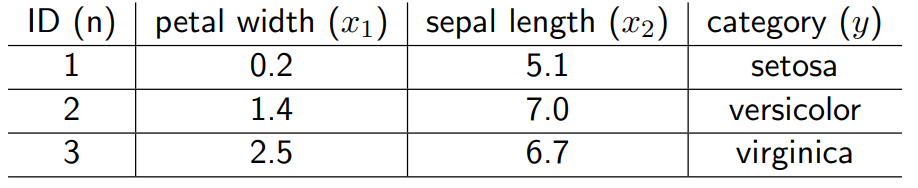 ID (n) petal width (x₁) sepal length (x₂) category (y)
1 0.2 5.1 setosa
2 1.4 7.0 versicolor
3 2.5 6.7 virginica